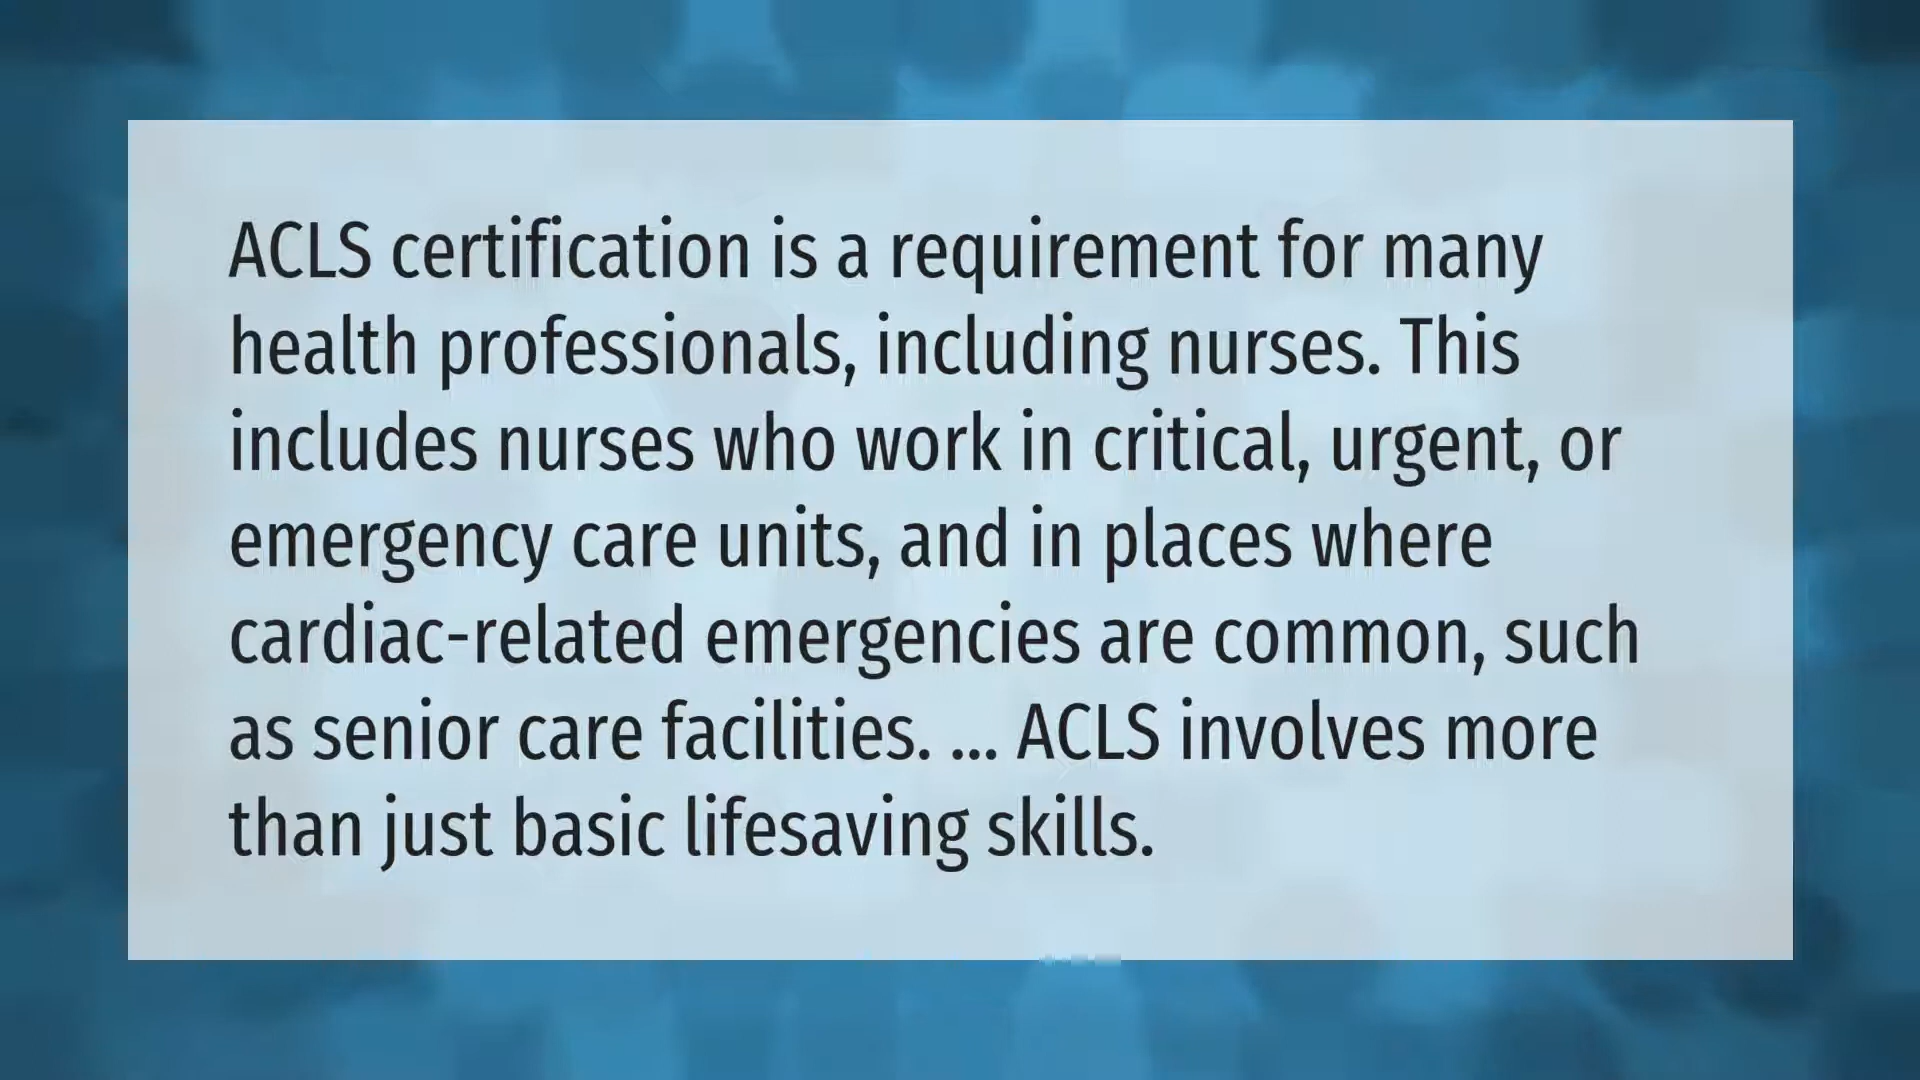 ACLS certification is a requirement for many
health professionals, including nurses. This
includes nurses who work in critical, urgent, or
emergency care units, and in places where
cardiac-related emergencies are common, such
as senior care facilities. ... ACLS involves more
than just basic lifesaving skills.